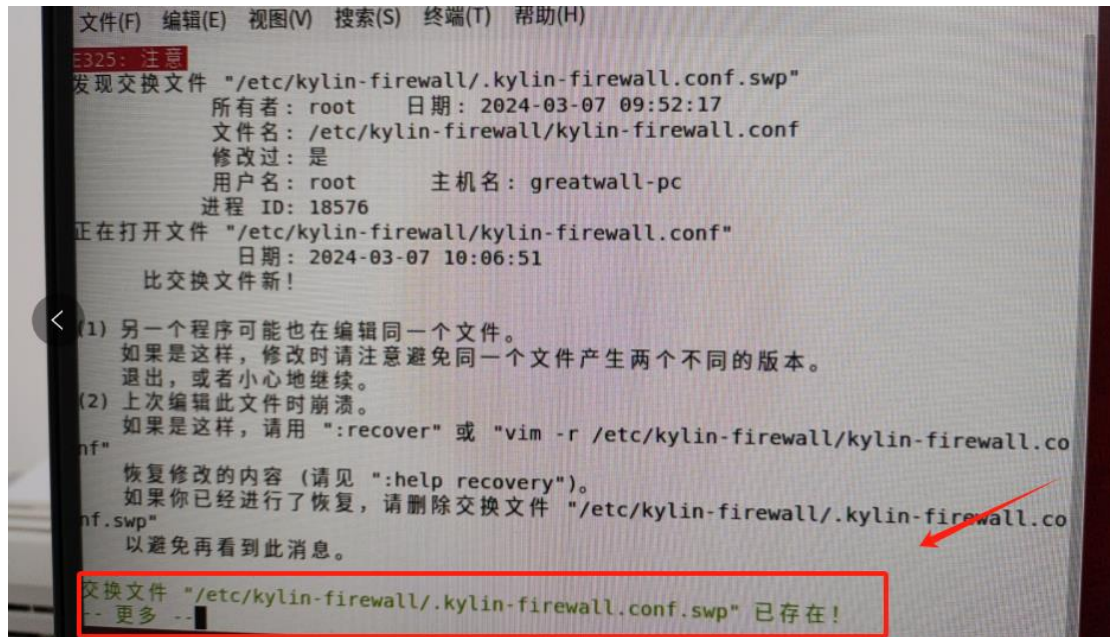 文件(F) 编辑(E) 视图(V) 搜索(S) 终端(T) 帮助(H)
E325: 注意
发现交换文件 "/etc/kylin-firewall/.kylin-firewall.conf.swp"
所有者: root 日期: 2024-03-07 09:52:17
文件名: /etc/kylin-firewall/kylin-firewall.conf
修改过: 是
用户名: root 主机名: greatwall-pc
进程 ID: 18576
正在打开文件 "/etc/kylin-firewall/kylin-firewall.conf"
日期: 2024-03-07 10:06:51
比交换文件新!
(1) 另一个程序可能也在编辑同一个文件。
如果是这样，修改时请注意避免同一个文件产生两个不同的版本。
退出，或者小心地继续。
(2) 上次编辑此文件时崩溃。
如果是这样，请用 ":recover" 或 "vim -r /etc/kylin-firewall/kylin-firewall.co
nf"
恢复修改的内容 (请见 ":help recovery")。
如果你已经进行了恢复，请删除交换文件 "/etc/kylin-firewall/.kylin-firewall.co
nf.swp"
以避免再看到此消息。
交换文件 "/etc/kylin-firewall/.kylin-firewall.conf.swp" 已存在!
-- 更多 --